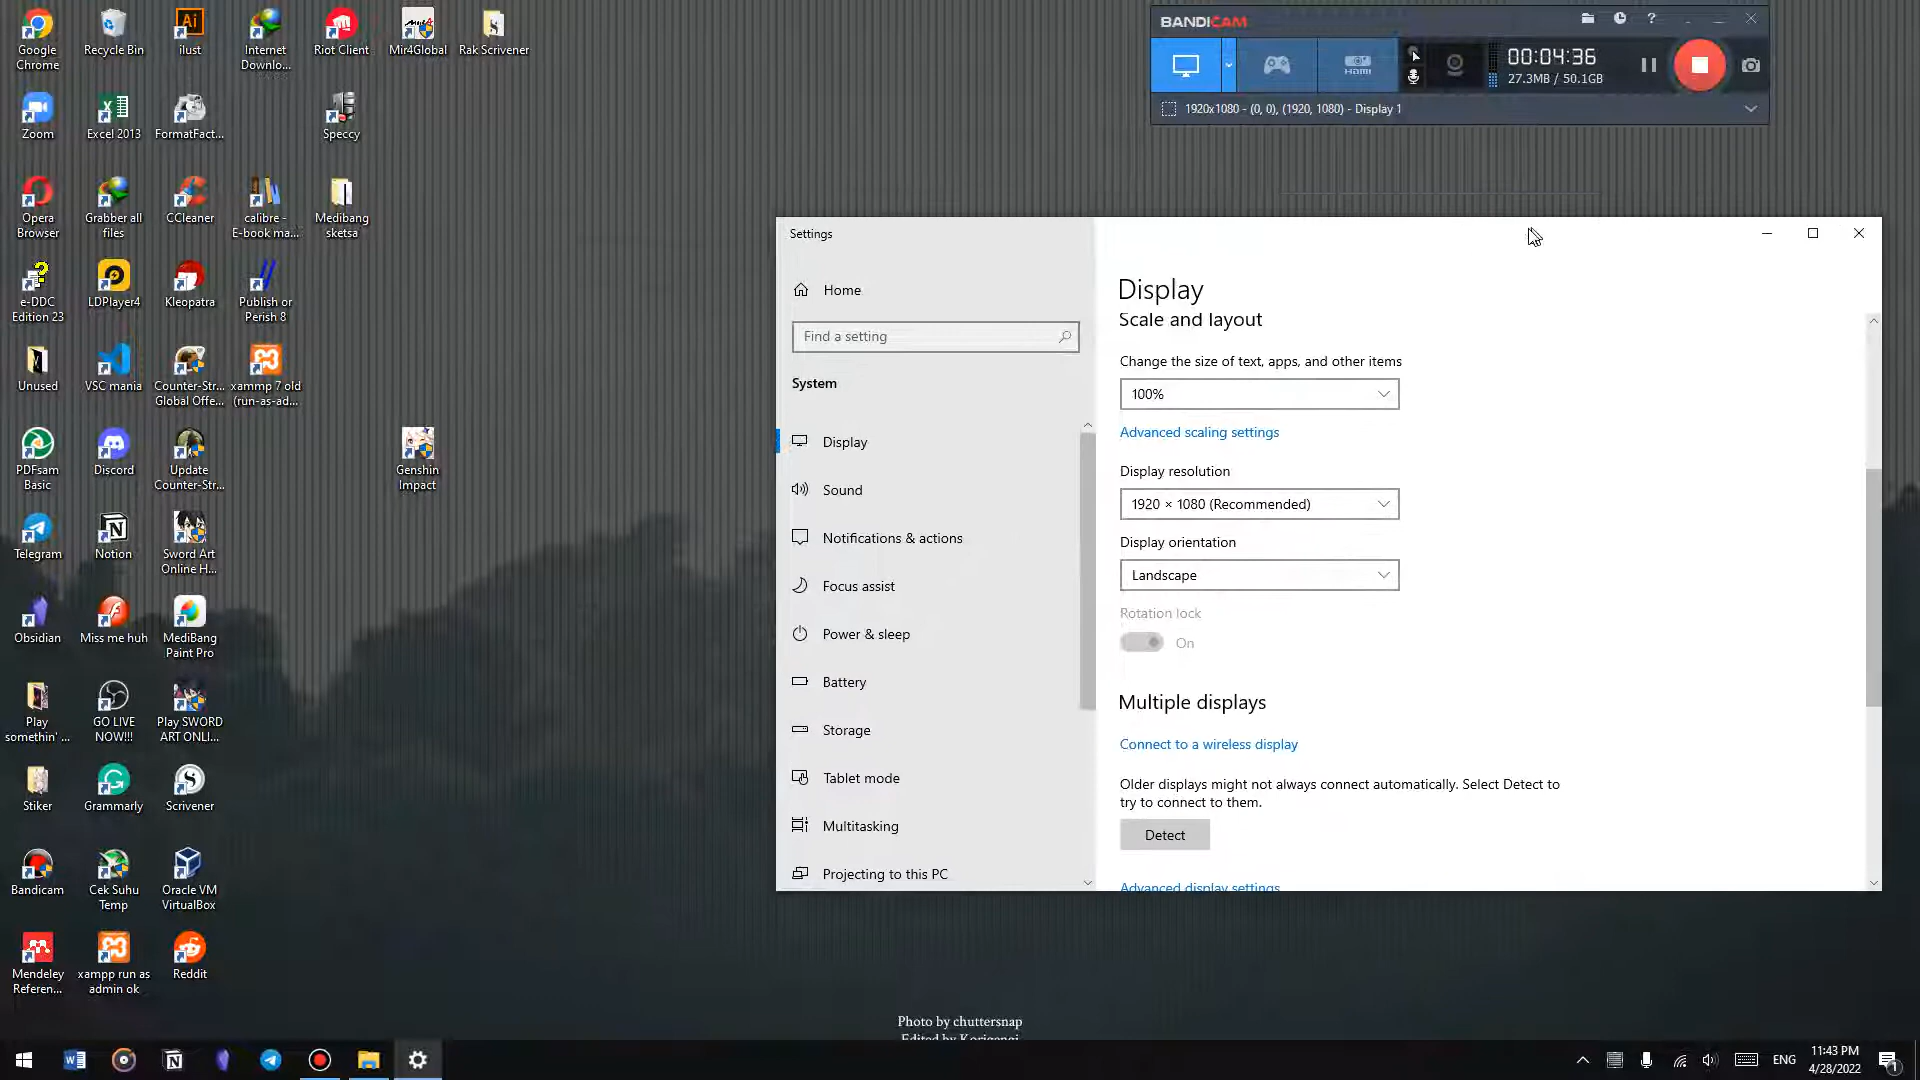 Google
Chrome
Recycle Bin
ilust
Internet
Downlo...
Riot Client
Mir4Global
Rak Scrivener
Zoom
Excel 2013
FormatFact...
Speccy
Opera
Browser
Grabber all
files
CCleaner
calibre -
E-book ma...
Medibang
sketsa
e-DDC
Edition 23
LDPlayer4
Kleopatra
Publish or
Perish 8
Unused
VSC mania
Counter-Str...
Global Offe...
xammp 7 old
(run-as-ad...
PDFsam
Basic
Discord
Update
Counter-Str...
Genshin
Impact
Telegram
Notion
Sword Art
Online H...
Obsidian
Miss me huh
MediBang
Paint Pro
Play
somethin' ...
GO LIVE
NOW!!!
Play SWORD
ART ONLI...
Stiker
Grammarly
Scrivener
Bandicam
Cek Suhu
Temp
Oracle VM
VirtualBox
Mendeley
Referen...
xampp run as
admin ok
Reddit
BANDICAM
HDMI
00:04:36
27.3MB / 50.1GB
1920x1080 - (0, 0), (1920, 1080) - Display 1
Settings
Home
Find a setting
System
Display
Sound
Notifications & actions
Focus assist
Power & sleep
Battery
Storage
Tablet mode
Multitasking
Projecting to this PC
Display
Scale and layout
Change the size of text, apps, and other items
100%
Advanced scaling settings
Display resolution
1920 × 1080 (Recommended)
Display orientation
Landscape
Rotation lock
On
Multiple displays
Connect to a wireless display
Older displays might not always connect automatically. Select Detect to
try to connect to them.
Detect
Advanced display settings
Photo by chuttersnap
Edited by Korigengi
ENG
11:43 PM
4/28/2022
1